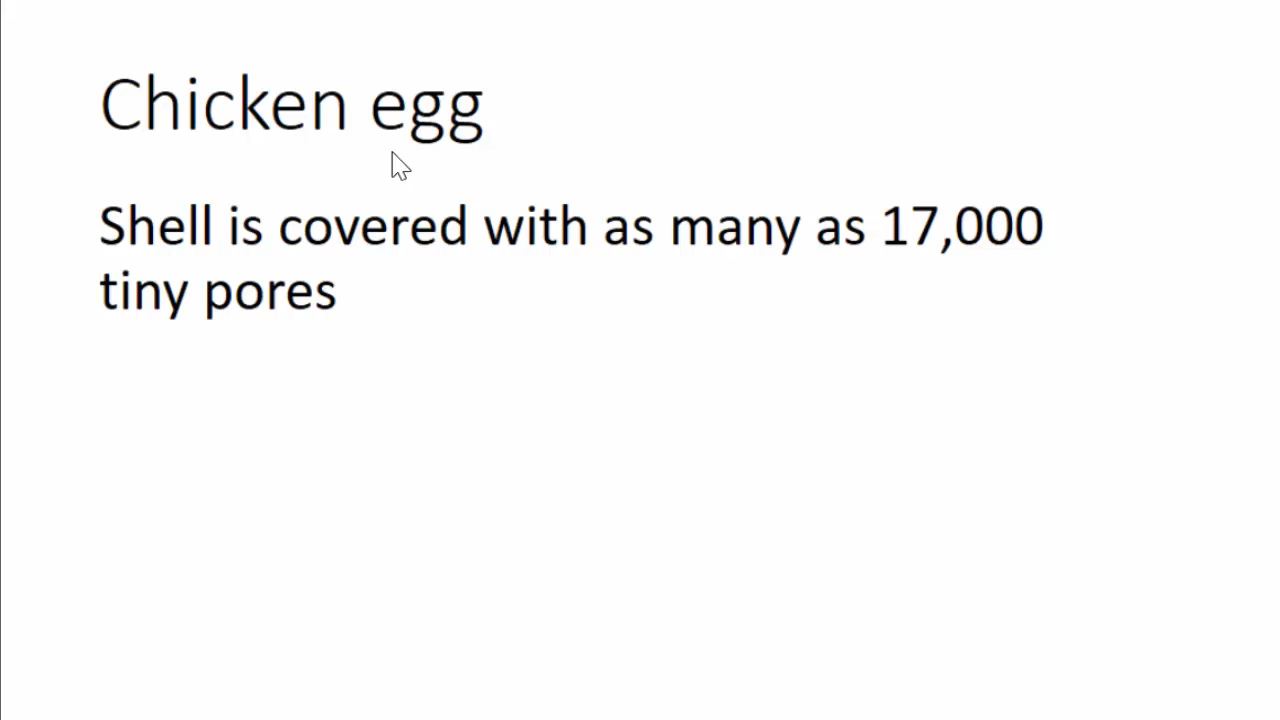 Chicken egg
Shell is covered with as many as 17,000
tiny pores